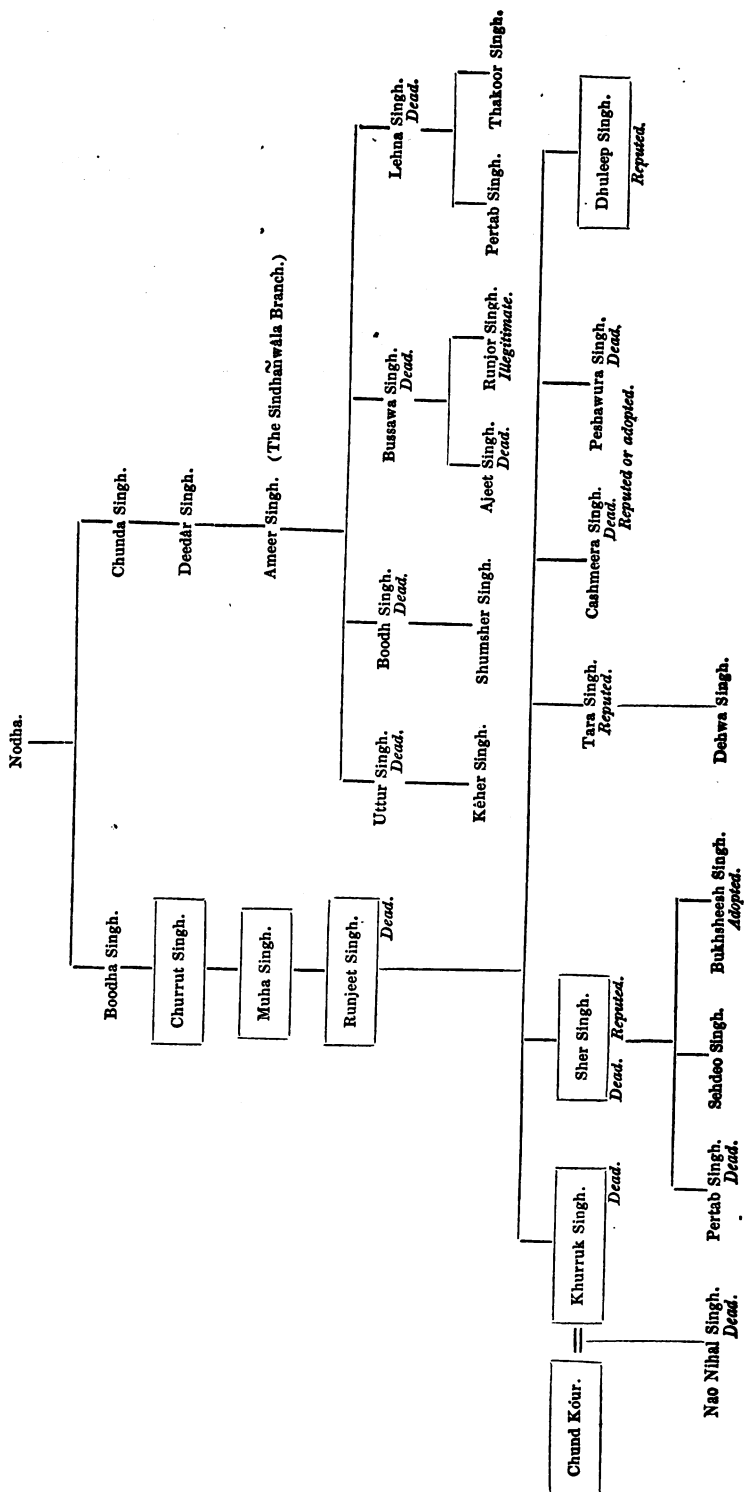 Nodha.
Boodha Singh.
Chunda Singh.
Churrut Singh.
Deedàr Singh.
Muha Singh.
Ameer Singh. (The Sindhañwàla Branch.)
Runjeet Singh.
Dead.
Uttur Singh.
Dead.
Boodh Singh.
Dead.
Bussawa Singh.
Dead.
Lehna Singh.
Dead.
Kèher Singh.
Shumsher Singh.
Ajeet Singh.
Dead.
Runjor Singh.
Illegitimate.
Pertab Singh.
Thakoor Singh.
Chund Kóur.
Khurruk Singh.
Dead.
Sher Singh.
Dead. Reputed.
Tara Singh.
Reputed.
Cashmeera Singh.
Dead.
Peshawura Singh.
Dead.
Reputed or adopted.
Dhuleep Singh.
Reputed.
Nao Nihal Singh.
Dead.
Pertab Singh.
Dead.
Sehdeo Singh.
Bukhsheesh Singh.
Adopted.
Dehwa Singh.